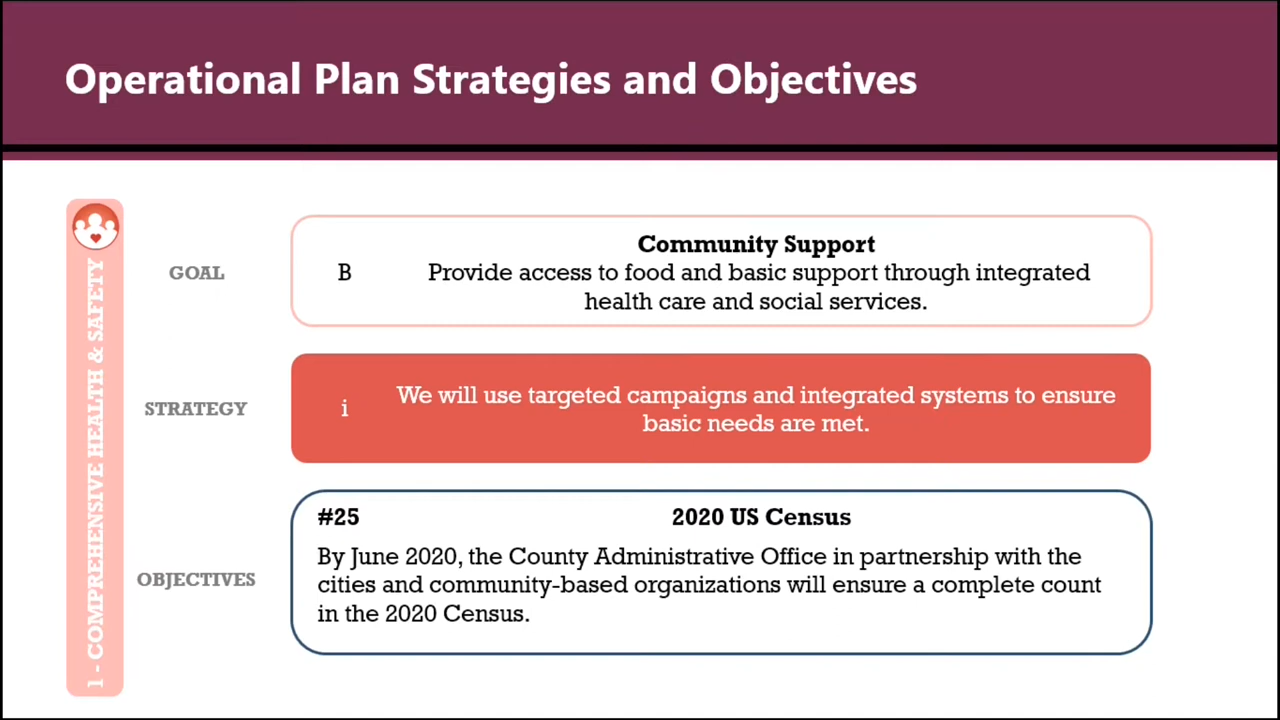 Operational Plan Strategies and Objectives
1 - COMPREHENSIVE HEALTH & SAFETY
GOAL
B
Community Support
Provide access to food and basic support through integrated
health care and social services.
STRATEGY
i
We will use targeted campaigns and integrated systems to ensure
basic needs are met.
OBJECTIVES
#25 2020 US Census
By June 2020, the County Administrative Office in partnership with the
cities and community-based organizations will ensure a complete count
in the 2020 Census.